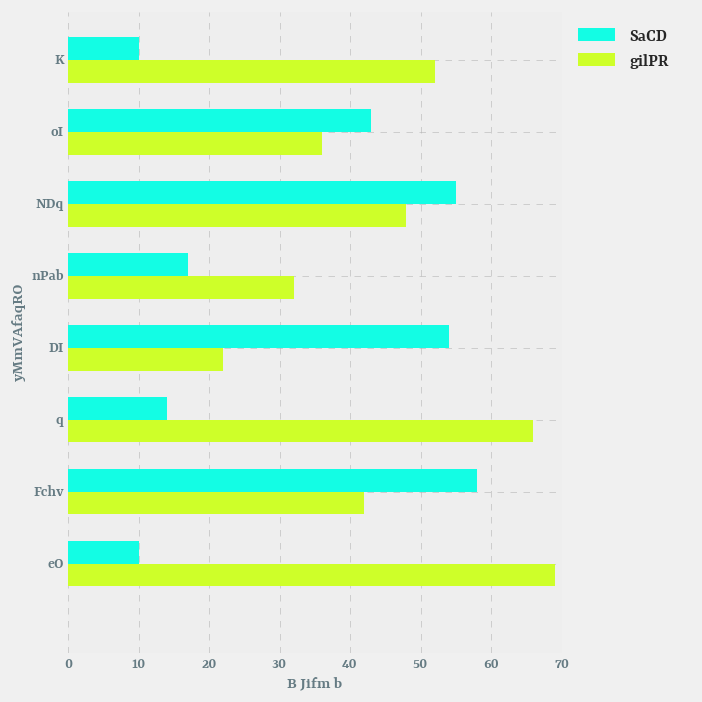 SaCD
gilPR
K
oI
NDq
nPab
DI
q
Fchv
eO
yMmVAfaqRO
0 10 20 30 40 50 60 70
B Jifm b